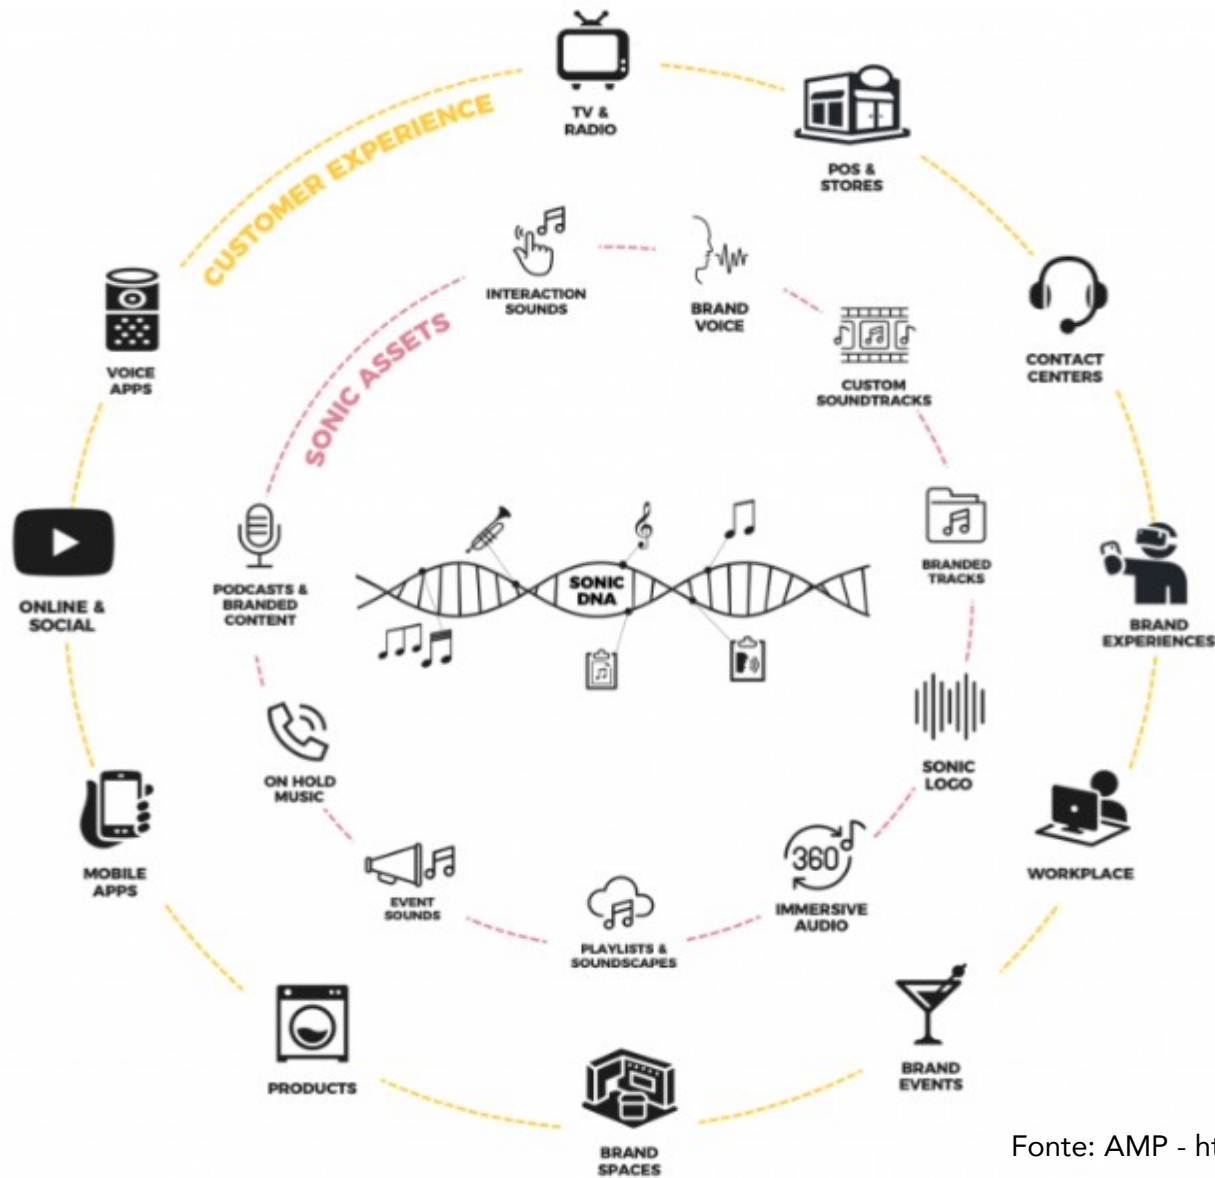 CUSTOMER EXPERIENCE
TV &
RADIO
POS &
STORES
CONTACT
CENTERS
BRAND
EXPERIENCES
WORKPLACE
BRAND
EVENTS
BRAND
SPACES
PRODUCTS
MOBILE
APPS
ONLINE &
SOCIAL
VOICE
APPS
SONIC ASSETS
INTERACTION
SOUNDS
BRAND
VOICE
CUSTOM
SOUNDTRACKS
BRANDED
TRACKS
SONIC
LOGO
360
IMMERSIVE
AUDIO
PLAYLISTS &
SOUNDSCAPES
EVENT
SOUNDS
ON HOLD
MUSIC
PODCASTS &
BRANDED
CONTENT
SONIC
DNA
Fonte: AMP - ht